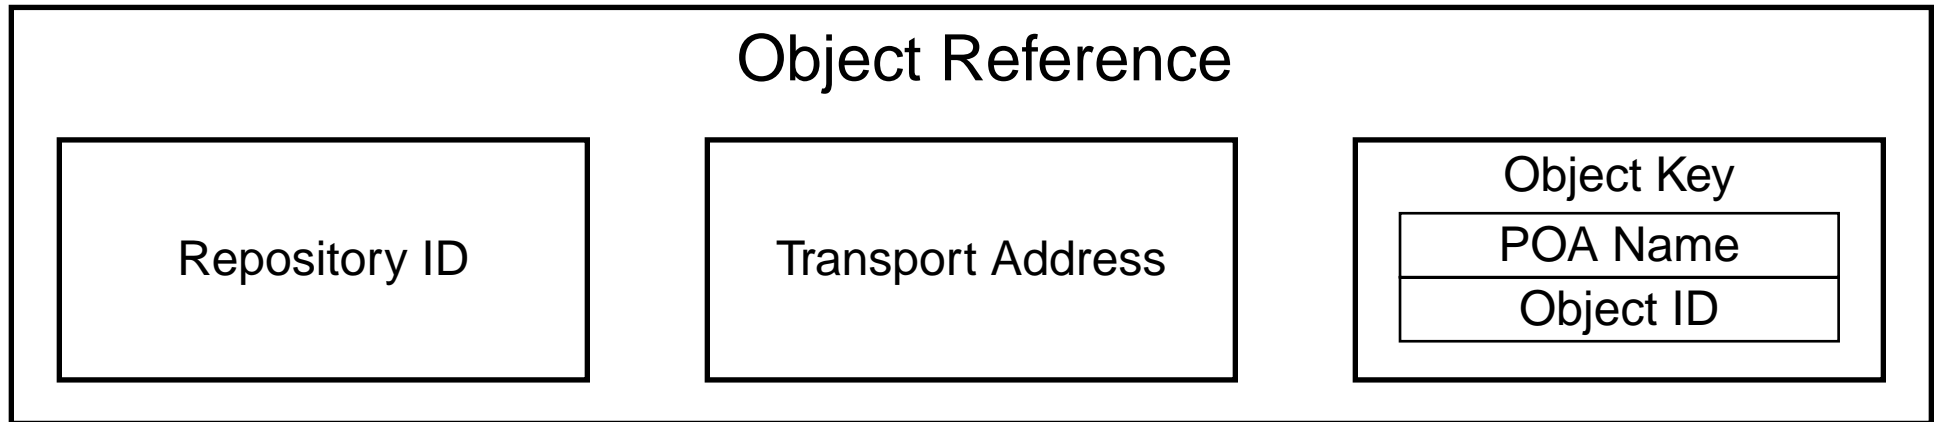 Object Reference
Repository ID
Transport Address
Object Key
POA Name
Object ID